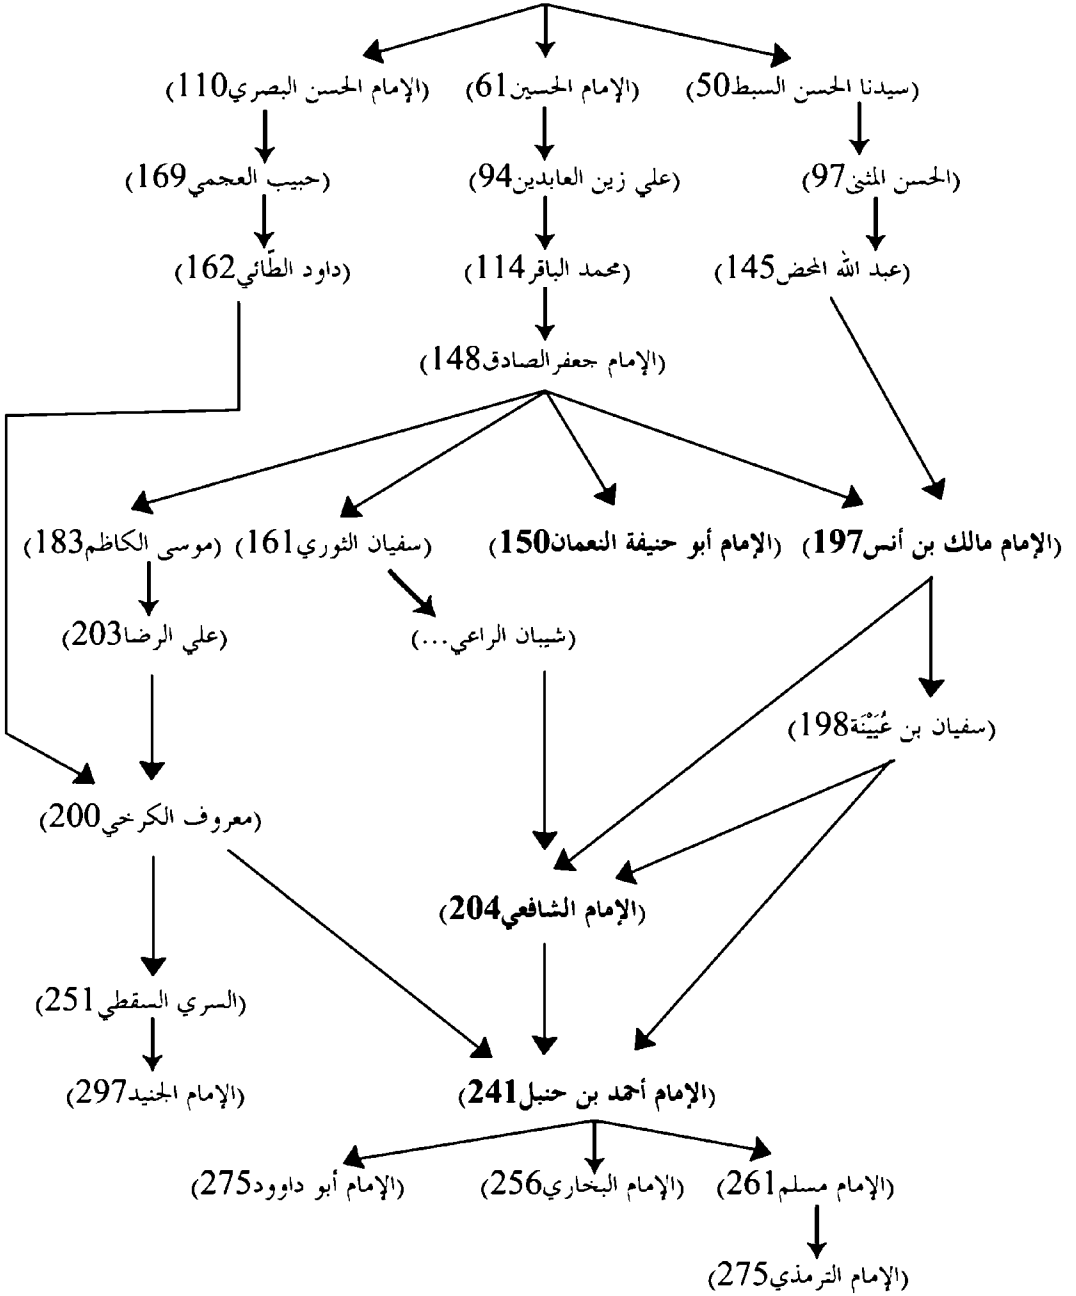 (سيدنا الحسن السبط50) (الإمام الحسين61) (الإمام الحسن البصري110)
(الحسن المثنى97) (علي زين العابدين94) (حبيب العجمي169)
(عبد الله المحض145) (محمد الباقر114) (داود الطّائي162)
(الإمام جعفر الصادق148)
(الإمام مالك بن أنس197) (الإمام أبو حنيفة النعمان150) (سفيان الثوري161) (موسى الكاظم183)
(شيبان الراعي...) (علي الرضا203)
(سفيان بن عُيَيْنَة198)
(معروف الكرخي200)
(الإمام الشافعي204)
(السري السقطي251)
(الإمام أحمد بن حنبل241) (الإمام الجنيد297)
(الإمام مسلم261) (الإمام البخاري256) (الإمام أبو داوود275)
(الإمام الترمذي275)